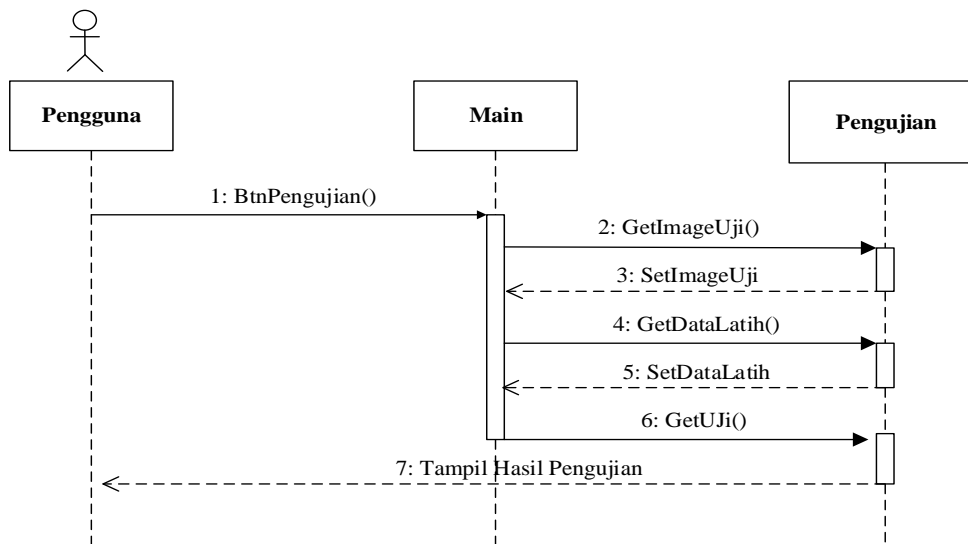 Pengguna
Main
Pengujian
1: BtnPengujian()
2: GetImageUji()
3: SetImageUji
4: GetDataLatih()
5: SetDataLatih
6: GetUJi()
7: Tampil Hasil Pengujian